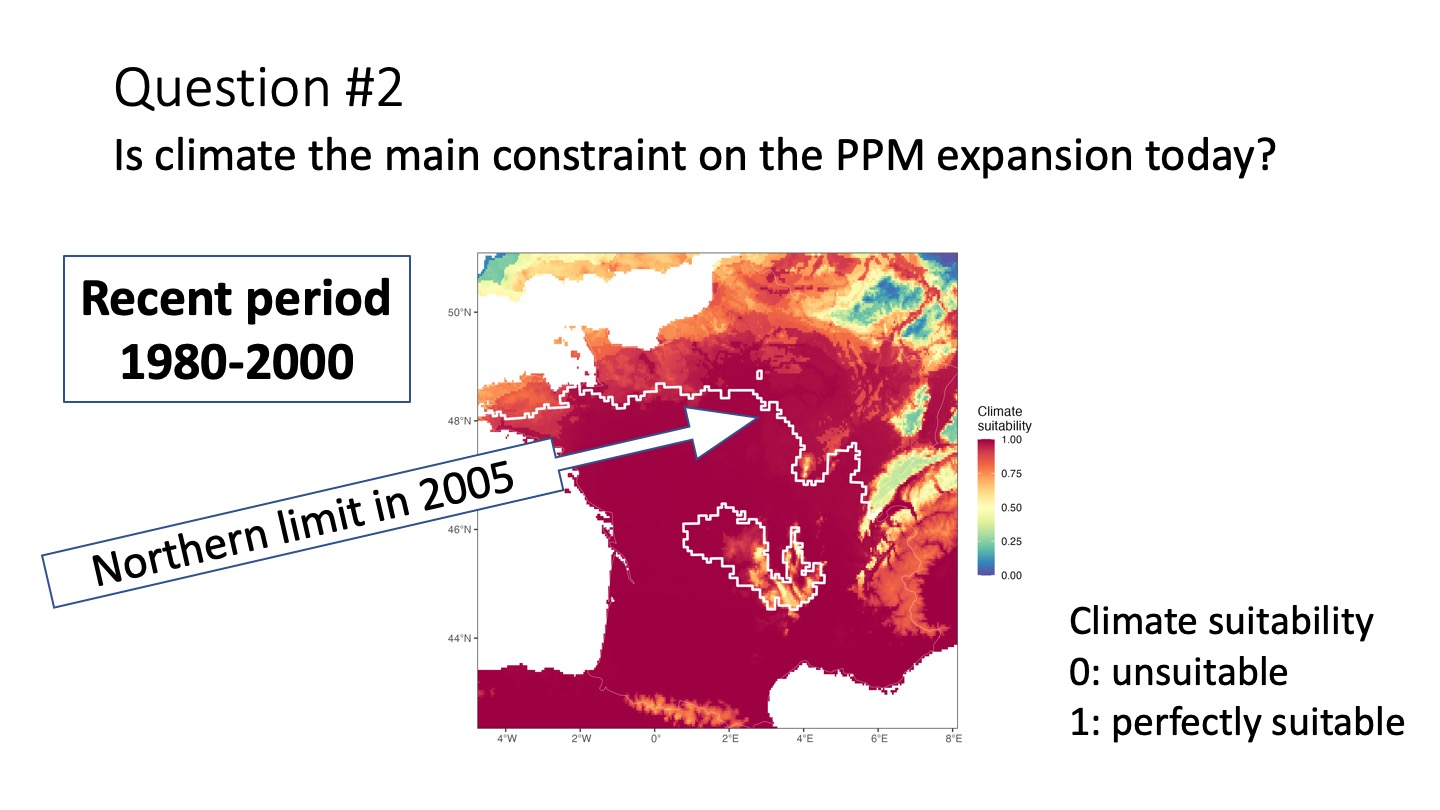 Question #2
Is climate the main constraint on the PPM expansion today?
Recent period
1980-2000
Northern limit in 2005
50°N
48°N
46°N
44°N
4°W
2°W
0°
2°E
4°E
6°E
8°E
Climate
suitability
1.00
0.75
0.50
0.25
0.00
Climate suitability
0: unsuitable
1: perfectly suitable